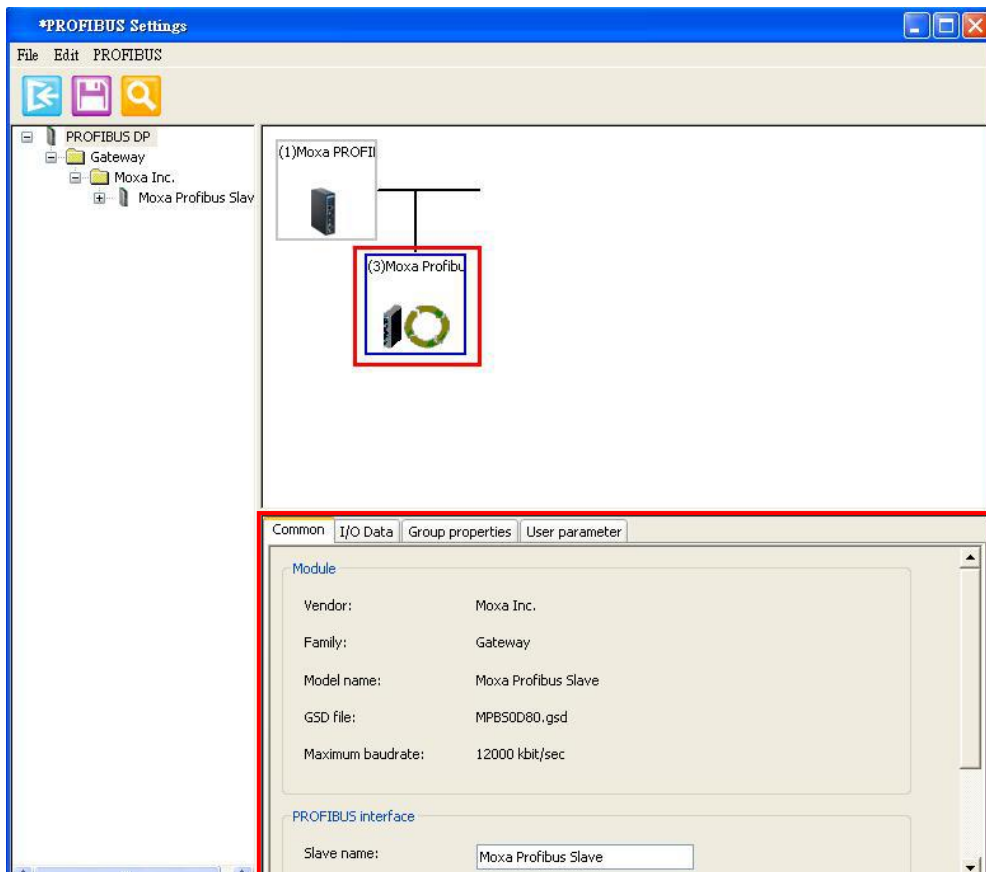 *PROFIBUS Settings
File Edit PROFIBUS
PROFIBUS DP
Gateway
Moxa Inc.
Moxa Profibus Slav
(1)Moxa PROFI
(3)Moxa Profibu
Common I/O Data Group properties User parameter
Module
Vendor: Moxa Inc.
Family: Gateway
Model name: Moxa Profibus Slave
GSD file: MPBS0D80.gsd
Maximum baudrate: 12000 kbit/sec
PROFIBUS interface
Slave name: Moxa Profibus Slave